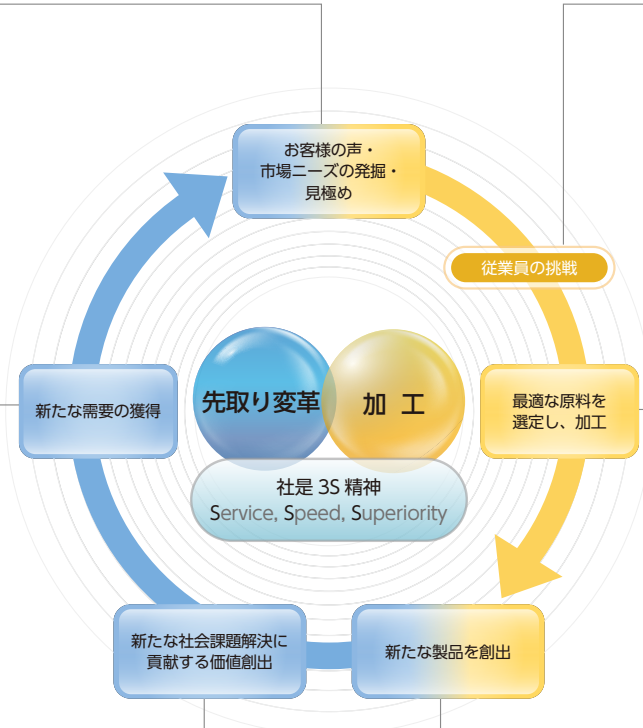 お客様の声・
市場ニーズの発掘・
見極め
従業員の挑戦
最適な原料を
選定し、加工
新たな製品を創出
新たな社会課題解決に
貢献する価値創出
新たな需要の獲得
先取り変革
加 工
社是 3S 精神
Service, Speed, Superiority